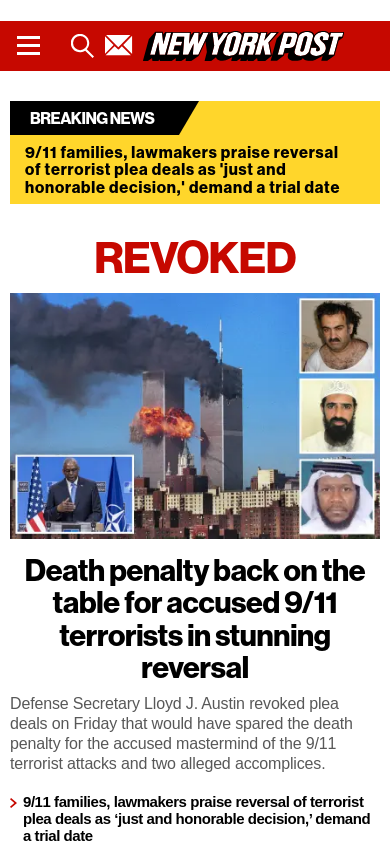 NEW YORK POST
BREAKING NEWS
9/11 families, lawmakers praise reversal
of terrorist plea deals as 'just and
honorable decision,' demand a trial date
REVOKED
Death penalty back on the
table for accused 9/11
terrorists in stunning
reversal
Defense Secretary Lloyd J. Austin revoked plea
deals on Friday that would have spared the death
penalty for the accused mastermind of the 9/11
terrorist attacks and two alleged accomplices.
9/11 families, lawmakers praise reversal of terrorist
plea deals as ‘just and honorable decision,’ demand
a trial date